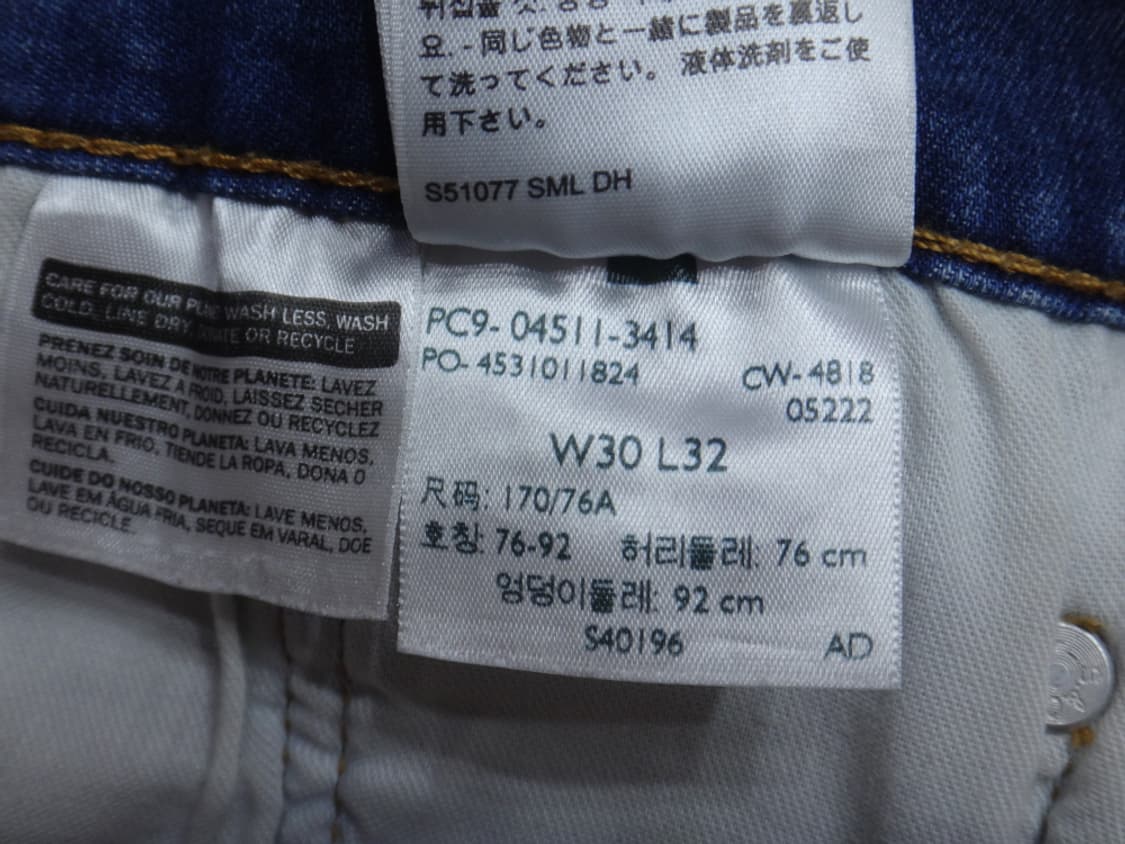 요. - 同じ色物と一緒に製品を裏返し
て洗ってください。 液体洗剤をご使
用下さい。
S51077 SML DH
CARE FOR OUR PLANET: WASH LESS, WASH
COLD, LINE DRY, DONATE OR RECYCLE
PRENEZ SOIN DE NOTRE PLANETE: LAVEZ
MOINS, LAVEZ A FROID, LAISSEZ SECHER
NATURELLEMENT, DONNEZ OU RECYCLEZ
CUIDA NUESTRO PLANETA: LAVA MENOS,
LAVA EN FRIO, TIENDE LA ROPA, DONA O
RECICLA.
CUIDE DO NOSSO PLANETA: LAVE MENOS,
LAVE EM ÁGUA FRIA, SEQUE EM VARAL, DOE
OU RECICLE.
PC9- 04511-3414
PO- 4531011824
CW- 4818
05222
W30 L32
尺码: 170/76A
호칭: 76-92 허리둘레: 76 cm
엉덩이둘레: 92 cm
S40196 AD